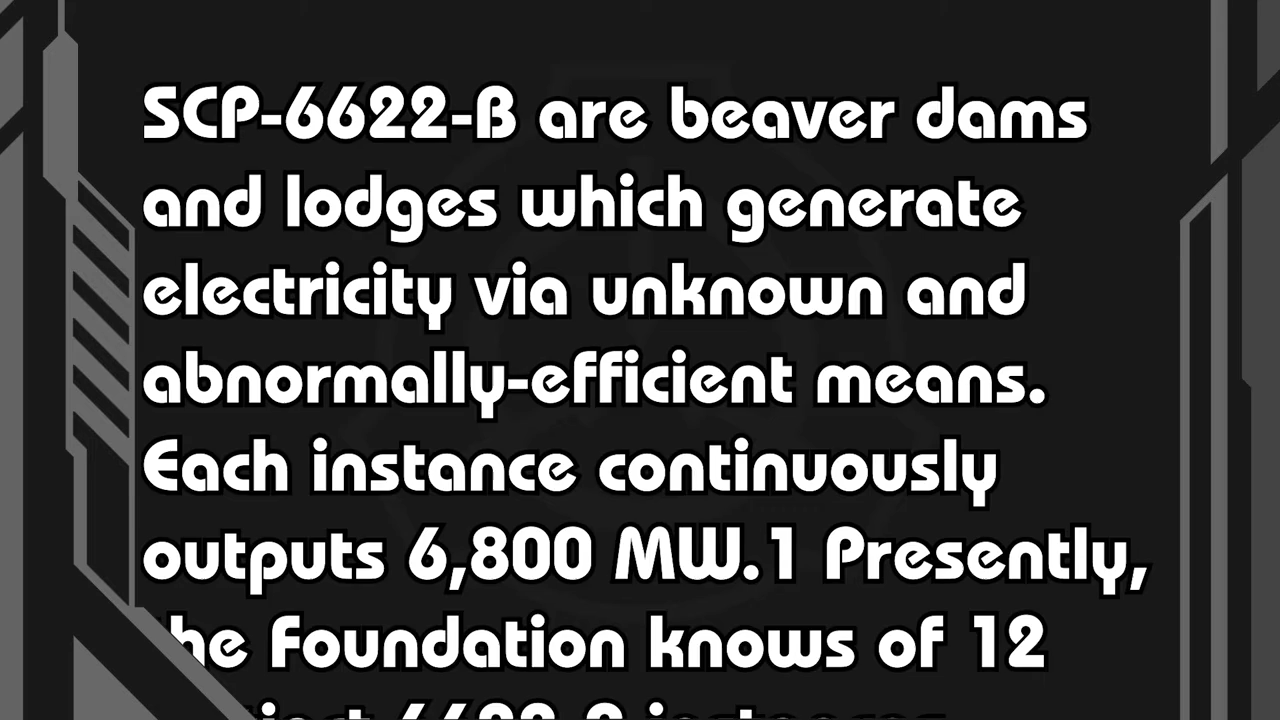 SCP-6622-B are beaver dams
and lodges which generate
electricity via unknown and
abnormally-efficient means.
Each instance continuously
outputs 6,800 MW.1 Presently,
the Foundation knows of 12